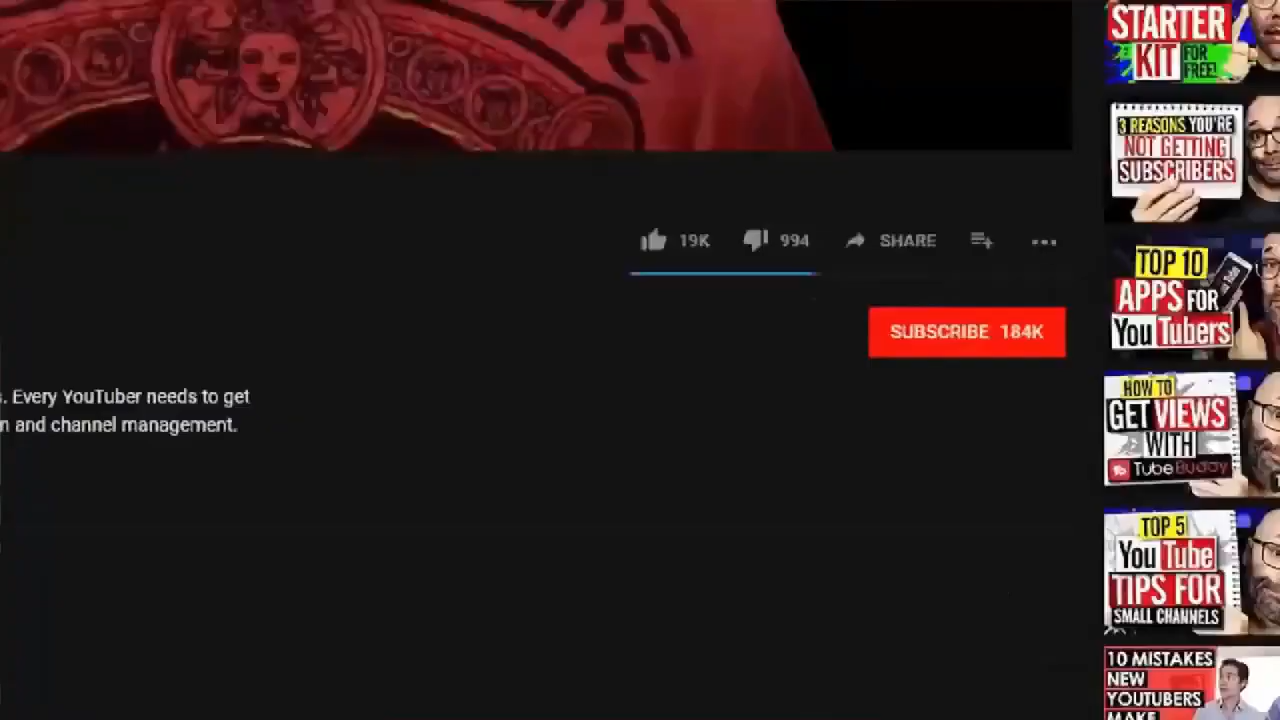 STARTER
KIT FOR FREE!
3 REASONS YOU'RE
NOT GETTING
SUBSCRIBERS
19K 994 SHARE
TOP 10
APPS FOR
YouTubers
SUBSCRIBE 184K
. Every YouTuber needs to get
n and channel management.
HOW TO
GET VIEWS
WITH
TubeBuddy
TOP 5
YouTube
TIPS FOR
SMALL CHANNELS
10 MISTAKES
NEW
YOUTUBERS
MAKE